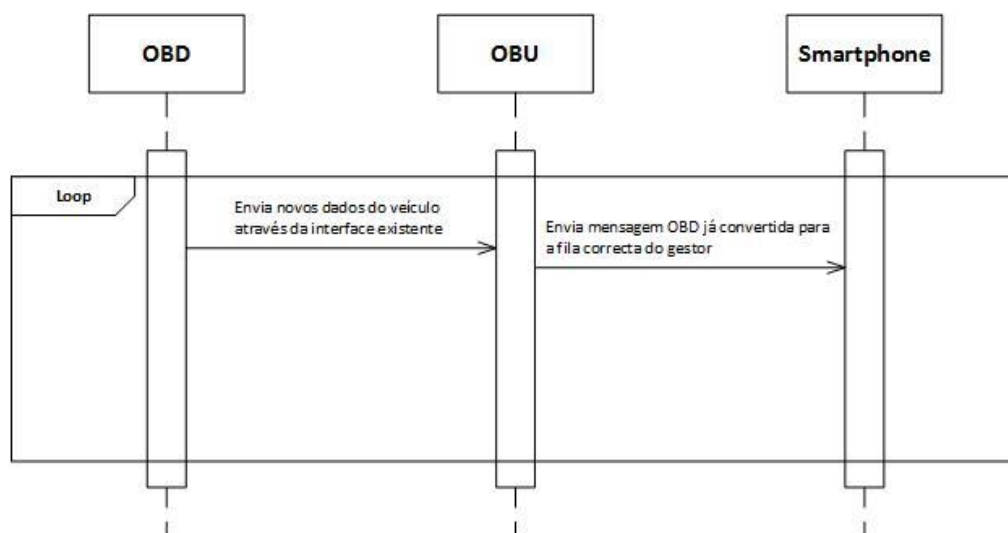 OBD
OBU
Smartphone
Loop
Envia novos dados do veículo
através da interface existente
Envia mensagem OBD já convertida para
a fila correcta do gestor